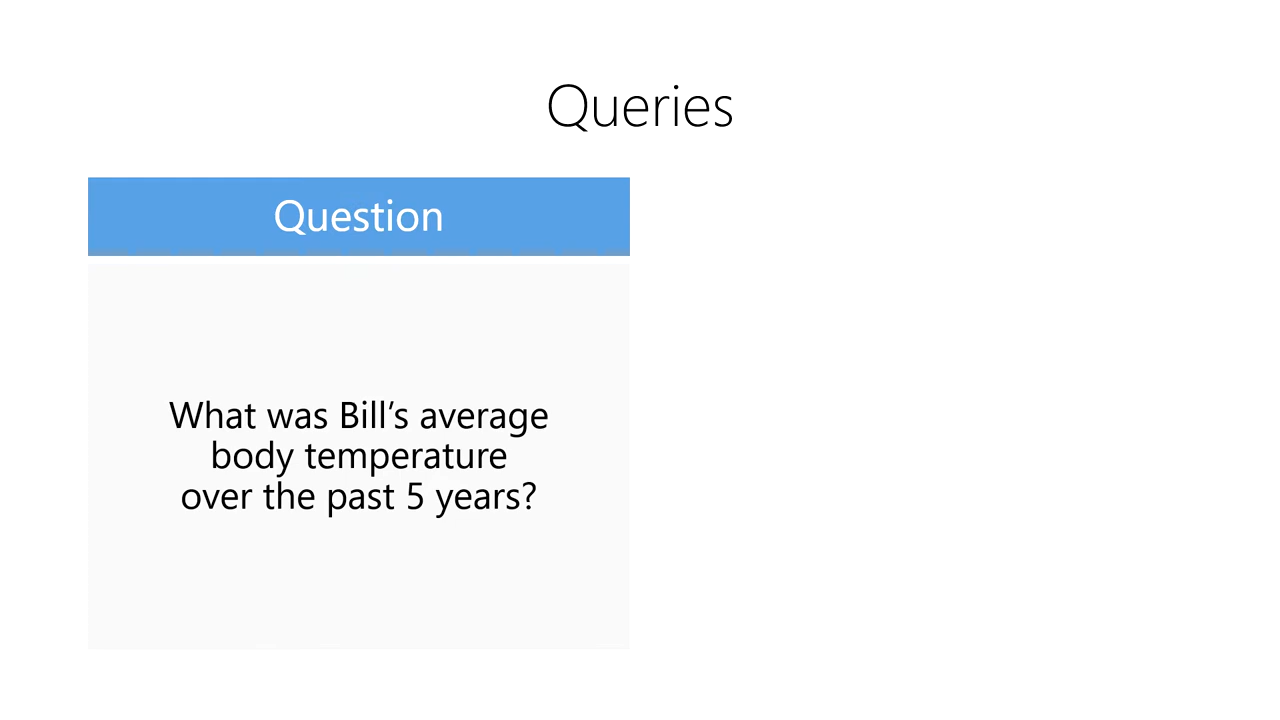 Queries
Question
What was Bill’s average
body temperature
over the past 5 years?